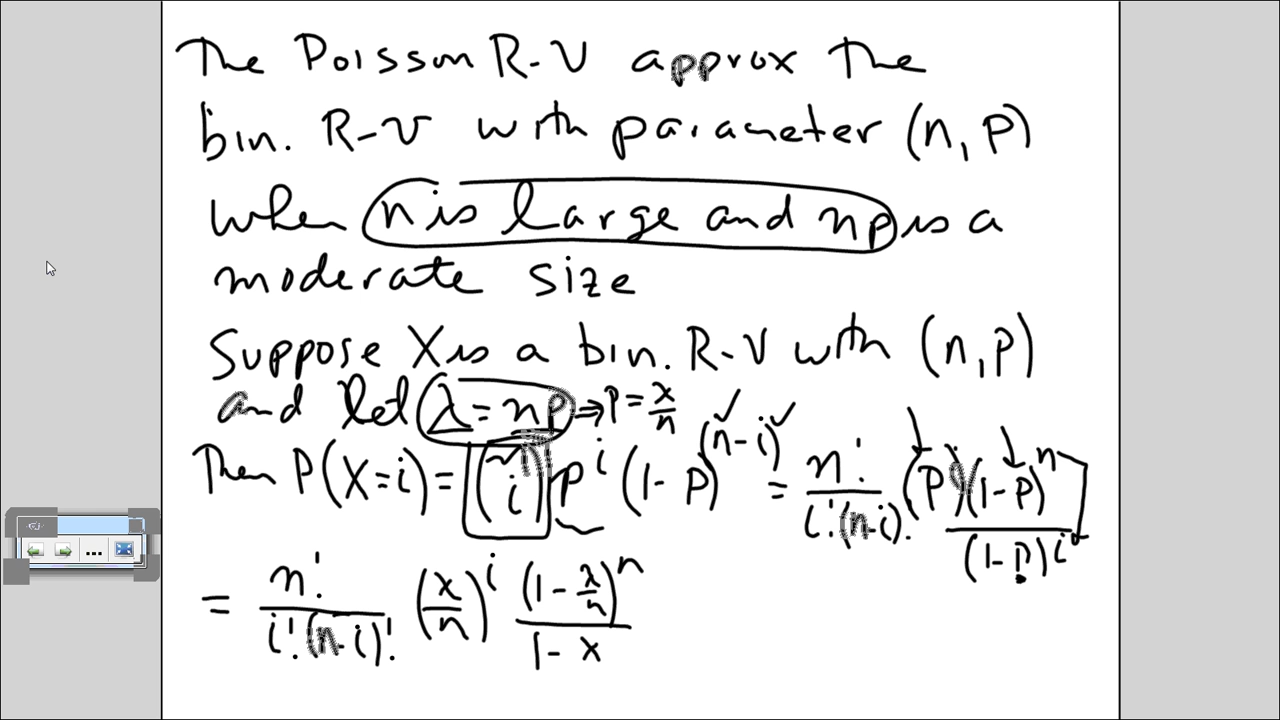 The Poisson R-V approx the
bin. R-V with parameter (n, p)
when n is large and np is a
moderate size
Suppose X is a bin. R-V with (n, p)
and let λ = np ⇒ p = λ/n
Then P(X=i) = (n i) p^i (1-p)^(n-i) = n!/(i!(n-i)!) (p)^i (1-p)^n/(1-p)^i
= n!/(i!(n-i)!) (λ/n)^i (1-λ/n)^n/(1-λ